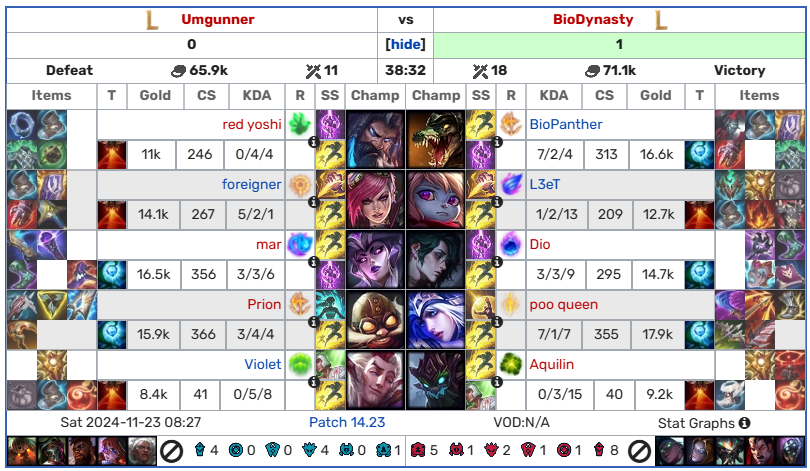 Umgunner vs BioDynasty
0 [hide] 1
Defeat 65.9k 11 38:32 18 71.1k Victory
Items T Gold CS KDA R SS Champ Champ SS R KDA CS Gold T Items
red yoshi BioPanther
11k 246 0/4/4 7/2/4 313 16.6k
foreigner L3eT
14.1k 267 5/2/1 1/2/13 209 12.7k
mar Dio
16.5k 356 3/3/6 3/3/9 295 14.7k
Prion poo queen
15.9k 366 3/4/4 7/1/7 355 17.9k
Violet Aquilin
8.4k 41 0/5/8 0/3/15 40 9.2k
Sat 2024-11-23 08:27 Patch 14.23 VOD:N/A Stat Graphs
4 0 0 4 0 1 5 1 2 1 1 8